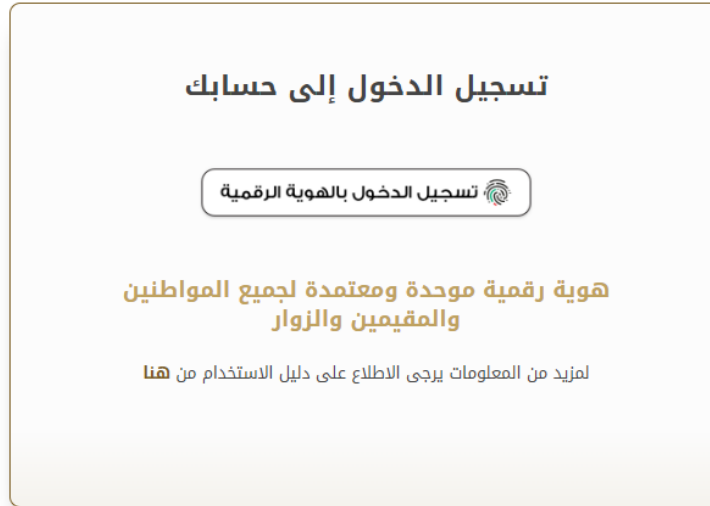 تسجيل الدخول إلى حسابك
تسجيل الدخول بالهوية الرقمية
هوية رقمية موحدة ومعتمدة لجميع المواطنين
والمقيمين والزوار
لمزيد من المعلومات يرجى الاطلاع على دليل الاستخدام من هنا